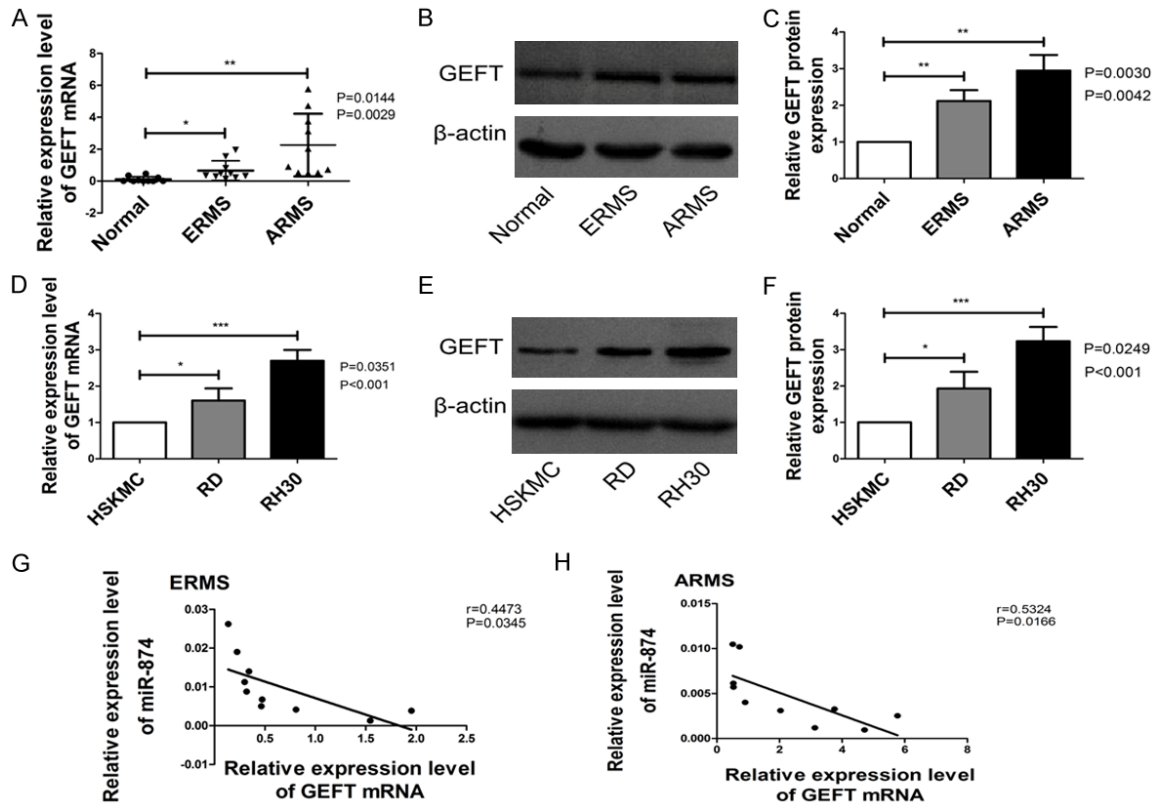 A
Relative expression level
of GEFT mRNA
8
6
4
2
0
-2
**
*
P=0.0144
P=0.0029
Normal
ERMS
ARMS
B
GEFT
β-actin
Normal
ERMS
ARMS
C
Relative GEFT protein
expression
4
3
2
1
0
**
**
P=0.0030
P=0.0042
Normal
ERMS
ARMS
D
Relative expression level
of GEFT mRNA
4
3
2
1
0
***
*
P=0.0351
P<0.001
HSKMC
RD
RH30
E
GEFT
β-actin
HSKMC
RD
RH30
F
Relative GEFT protein
expression
4
3
2
1
0
***
*
P=0.0249
P<0.001
HSKMC
RD
RH30
G
ERMS
Relative expression level
of miR-874
0.03
0.02
0.01
0.00
-0.01
r=0.4473
P=0.0345
0.5
1.0
1.5
2.0
2.5
Relative expression level
of GEFT mRNA
H
ARMS
Relative expression level
of miR-874
0.015
0.010
0.005
0.000
r=0.5324
P=0.0166
0
2
4
6
8
Relative expression level
of GEFT mRNA